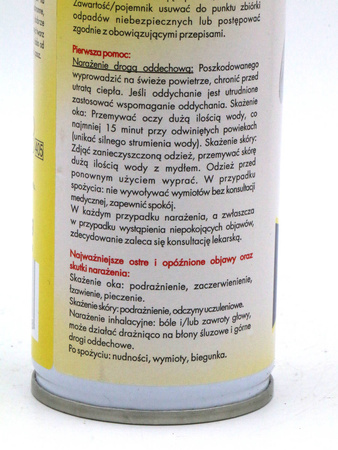 Zawartość/pojemnik usuwać do punktu zbiórki
odpadów niebezpiecznych lub postępować
zgodnie z obowiązującymi przepisami.
Pierwsza pomoc:
Narażenie drogą oddechową: Poszkodowanego
wyprowadzić na świeże powietrze, chronić przed
utratą ciepła. Jeśli oddychanie jest utrudnione
zastosować wspomaganie oddychania. Skażenie
oka: Przemywać oczy dużą ilością wody, co
najmniej 15 minut przy odwiniętych powiekach
(unikać silnego strumienia wody). Skażenie skóry:
Zdjąć zanieczyszczoną odzież, przemywać skórę
dużą ilością wody z mydłem. Odzież przed
ponownym użyciem wyprać. W przypadku
spożycia: nie wywoływać wymiotów bez konsultacji
medycznej, zapewnić spokój.
W każdym przypadku narażenia, a zwłaszcza
w przypadku wystąpienia niepokojących objawów,
zdecydowanie zaleca się konsultację lekarską.
Najważniejsze ostre i opóźnione objawy oraz
skutki narażenia:
Skażenie oka: podrażnienie, zaczerwienienie,
łzawienie, pieczenie.
Skażenie skóry: podrażnienie, odczyny uczuleniowe.
Narażenie inhalacyjne: bóle i/lub zawroty głowy,
może działać drażniąco na błony śluzowe i górne
drogi oddechowe.
Po spożyciu: nudności, wymioty, biegunka.